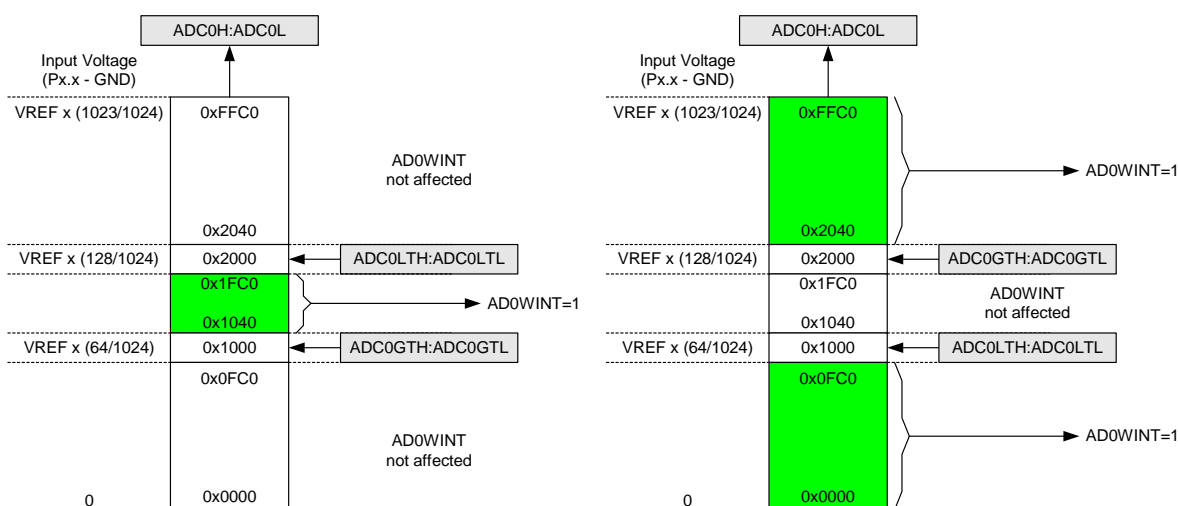 ADC0H:ADC0L
Input Voltage
(Px.x - GND)
VREF x (1023/1024)
0xFFC0
AD0WINT
not affected
0x2040
VREF x (128/1024)
0x2000
ADC0LTH:ADC0LTL
0x1FC0
AD0WINT=1
0x1040
VREF x (64/1024)
0x1000
ADC0GTH:ADC0GTL
0x0FC0
AD0WINT
not affected
0
0x0000
ADC0H:ADC0L
Input Voltage
(Px.x - GND)
VREF x (1023/1024)
0xFFC0
AD0WINT=1
0x2040
VREF x (128/1024)
0x2000
ADC0GTH:ADC0GTL
0x1FC0
AD0WINT
not affected
0x1040
VREF x (64/1024)
0x1000
ADC0LTH:ADC0LTL
0x0FC0
AD0WINT=1
0
0x0000